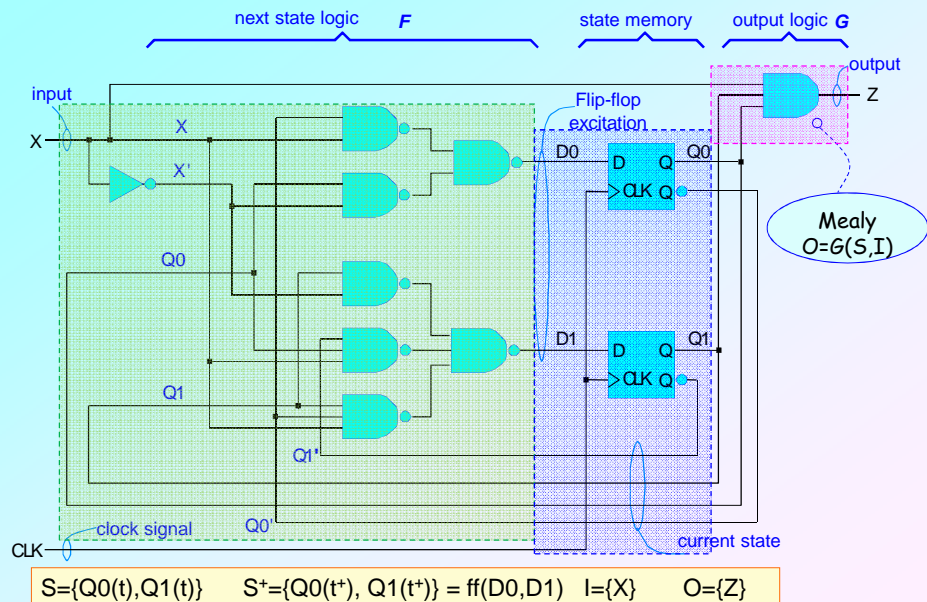 next state logic F
state memory
output logic G
input
Flip-flop
excitation
output
X
X
X'
Z
D0
D
Q
Q0
CLK
Q
Mealy
O=G(S,I)
Q0
D1
D
Q
Q1
CLK
Q
Q1
Q1'
Q0'
clock signal
CLK
current state
S={Q0(t),Q1(t)} S⁺={Q0(t⁺), Q1(t⁺)} = ff(D0,D1) I={X} O={Z}